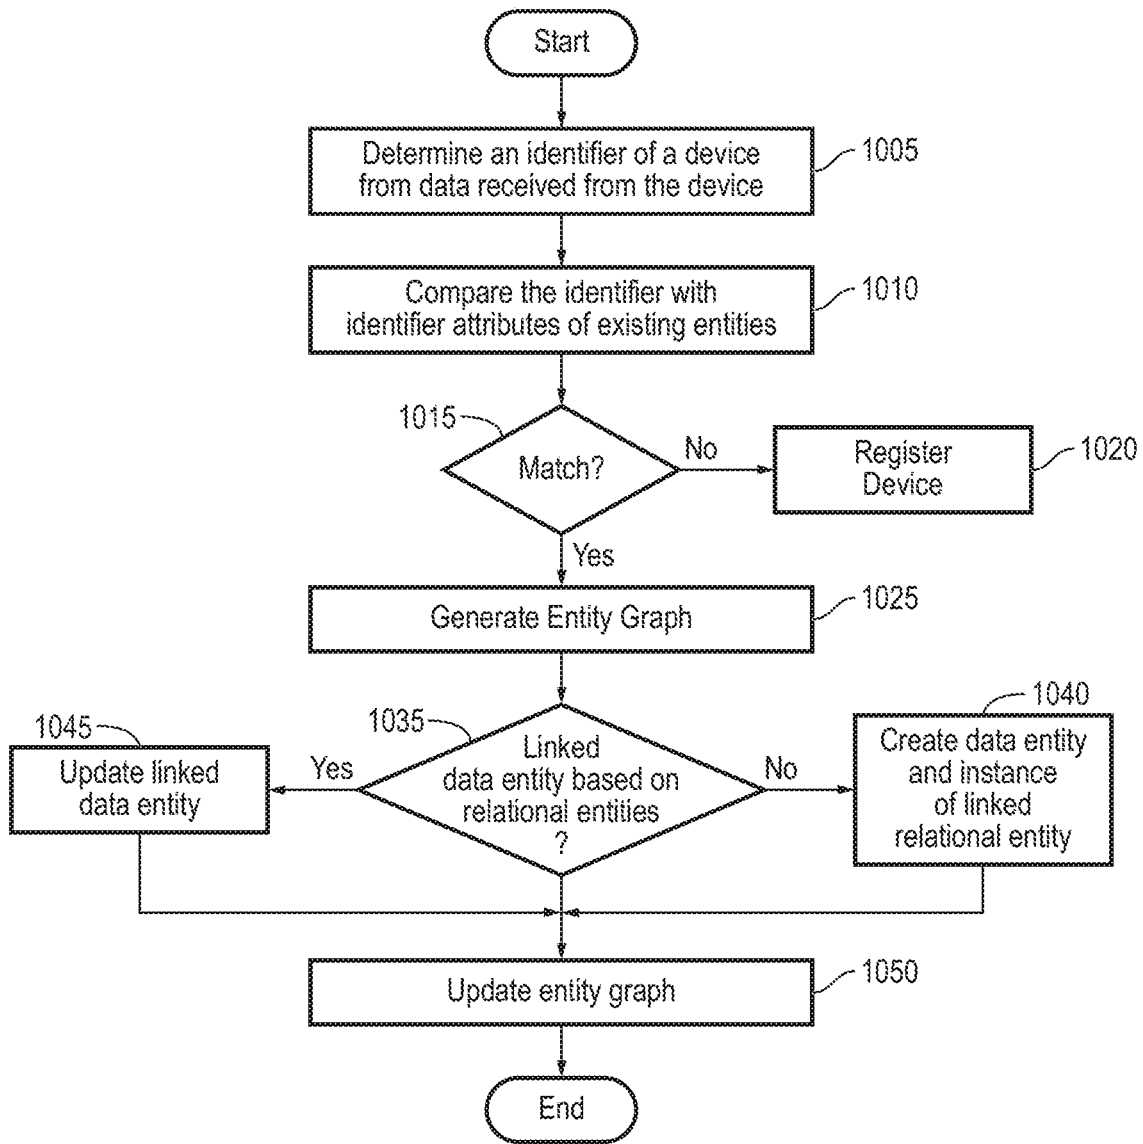 Start
Determine an identifier of a device
from data received from the device
1005
Compare the identifier with
identifier attributes of existing entities
1010
1015
Match?
No
Register
Device
1020
Yes
Generate Entity Graph
1025
1035
Linked
data entity based on
relational entities
?
Yes
1045
Update linked
data entity
No
1040
Create data entity
and instance
of linked
relational entity
Update entity graph
1050
End